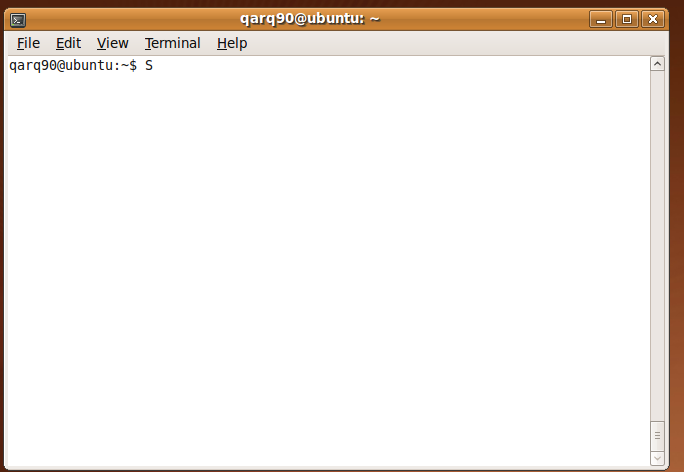 qarq90@ubuntu: ~
File Edit View Terminal Help
qarq90@ubuntu:~$ S